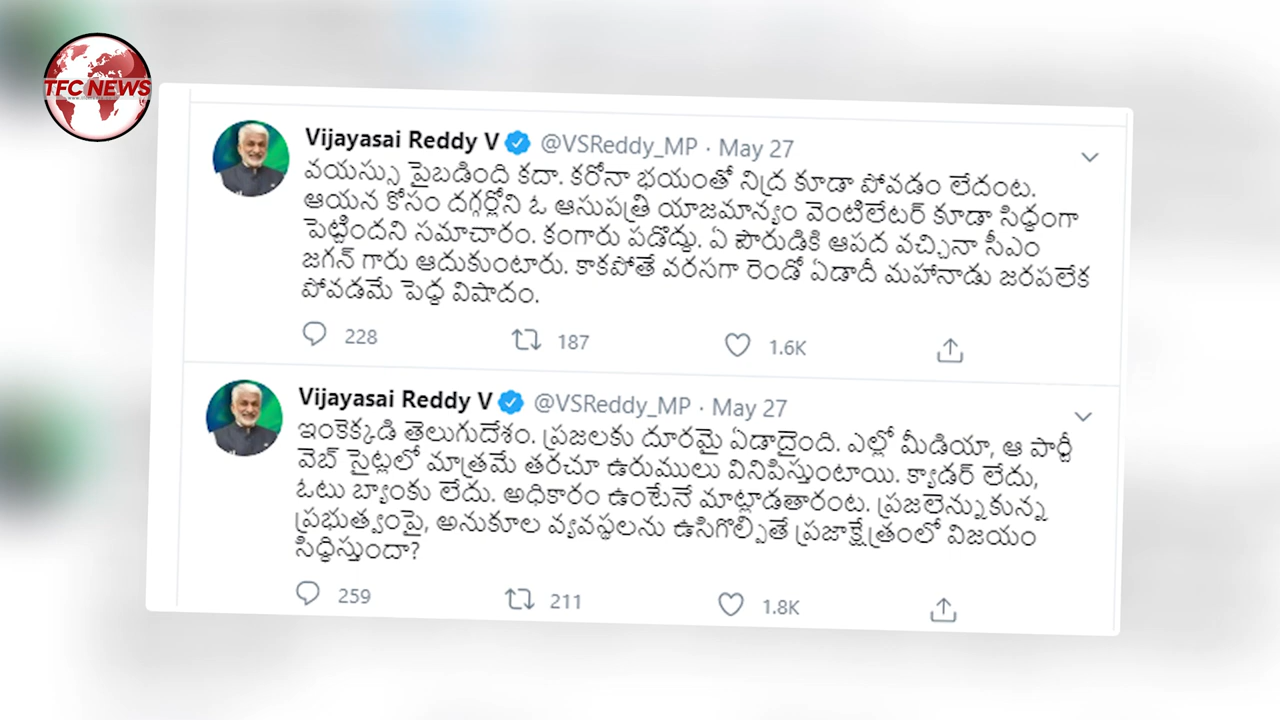 TFC NEWS
Vijayasai Reddy V @VSReddy_MP · May 27
వయస్సు పైబడింది కదా. కరోనా భయంతో నిద్ర కూడా పోవడం లేదంట.
ఆయన కోసం దగ్గర్లోని ఓ ఆసుపత్రి యాజమాన్యం వెంటిలేటర్ కూడా సిద్ధంగా
పెట్టిందని సమాచారం. కంగారు పడొద్దు. ఏ పౌరుడికి ఆపద వచ్చినా సీఎం
జగన్ గారు ఆదుకుంటారు. కాకపోతే వరసగా రెండో ఏడాదీ మహానాడు జరపలేక
పోవడమే పెద్ద విషాదం.
228 187 1.6K
Vijayasai Reddy V @VSReddy_MP · May 27
ఇంకెక్కడి తెలుగుదేశం. ప్రజలకు దూరమై ఏడాదైంది. ఎల్లో మీడియా, ఆ పార్టీ
వెబ్ సైట్లలో మాత్రమే తరచూ ఉరుములు వినిపిస్తుంటాయి. క్యాడర్ లేదు,
ఓటు బ్యాంకు లేదు. అధికారం ఉంటేనే మాట్లాడతారంట. ప్రజలెన్నుకున్న
ప్రభుత్వంపై, అనుకూల వ్యవస్థలను ఉసిగొల్పితే ప్రజాక్షేత్రంలో విజయం
సిద్ధిస్తుందా?
259 211 1.8K